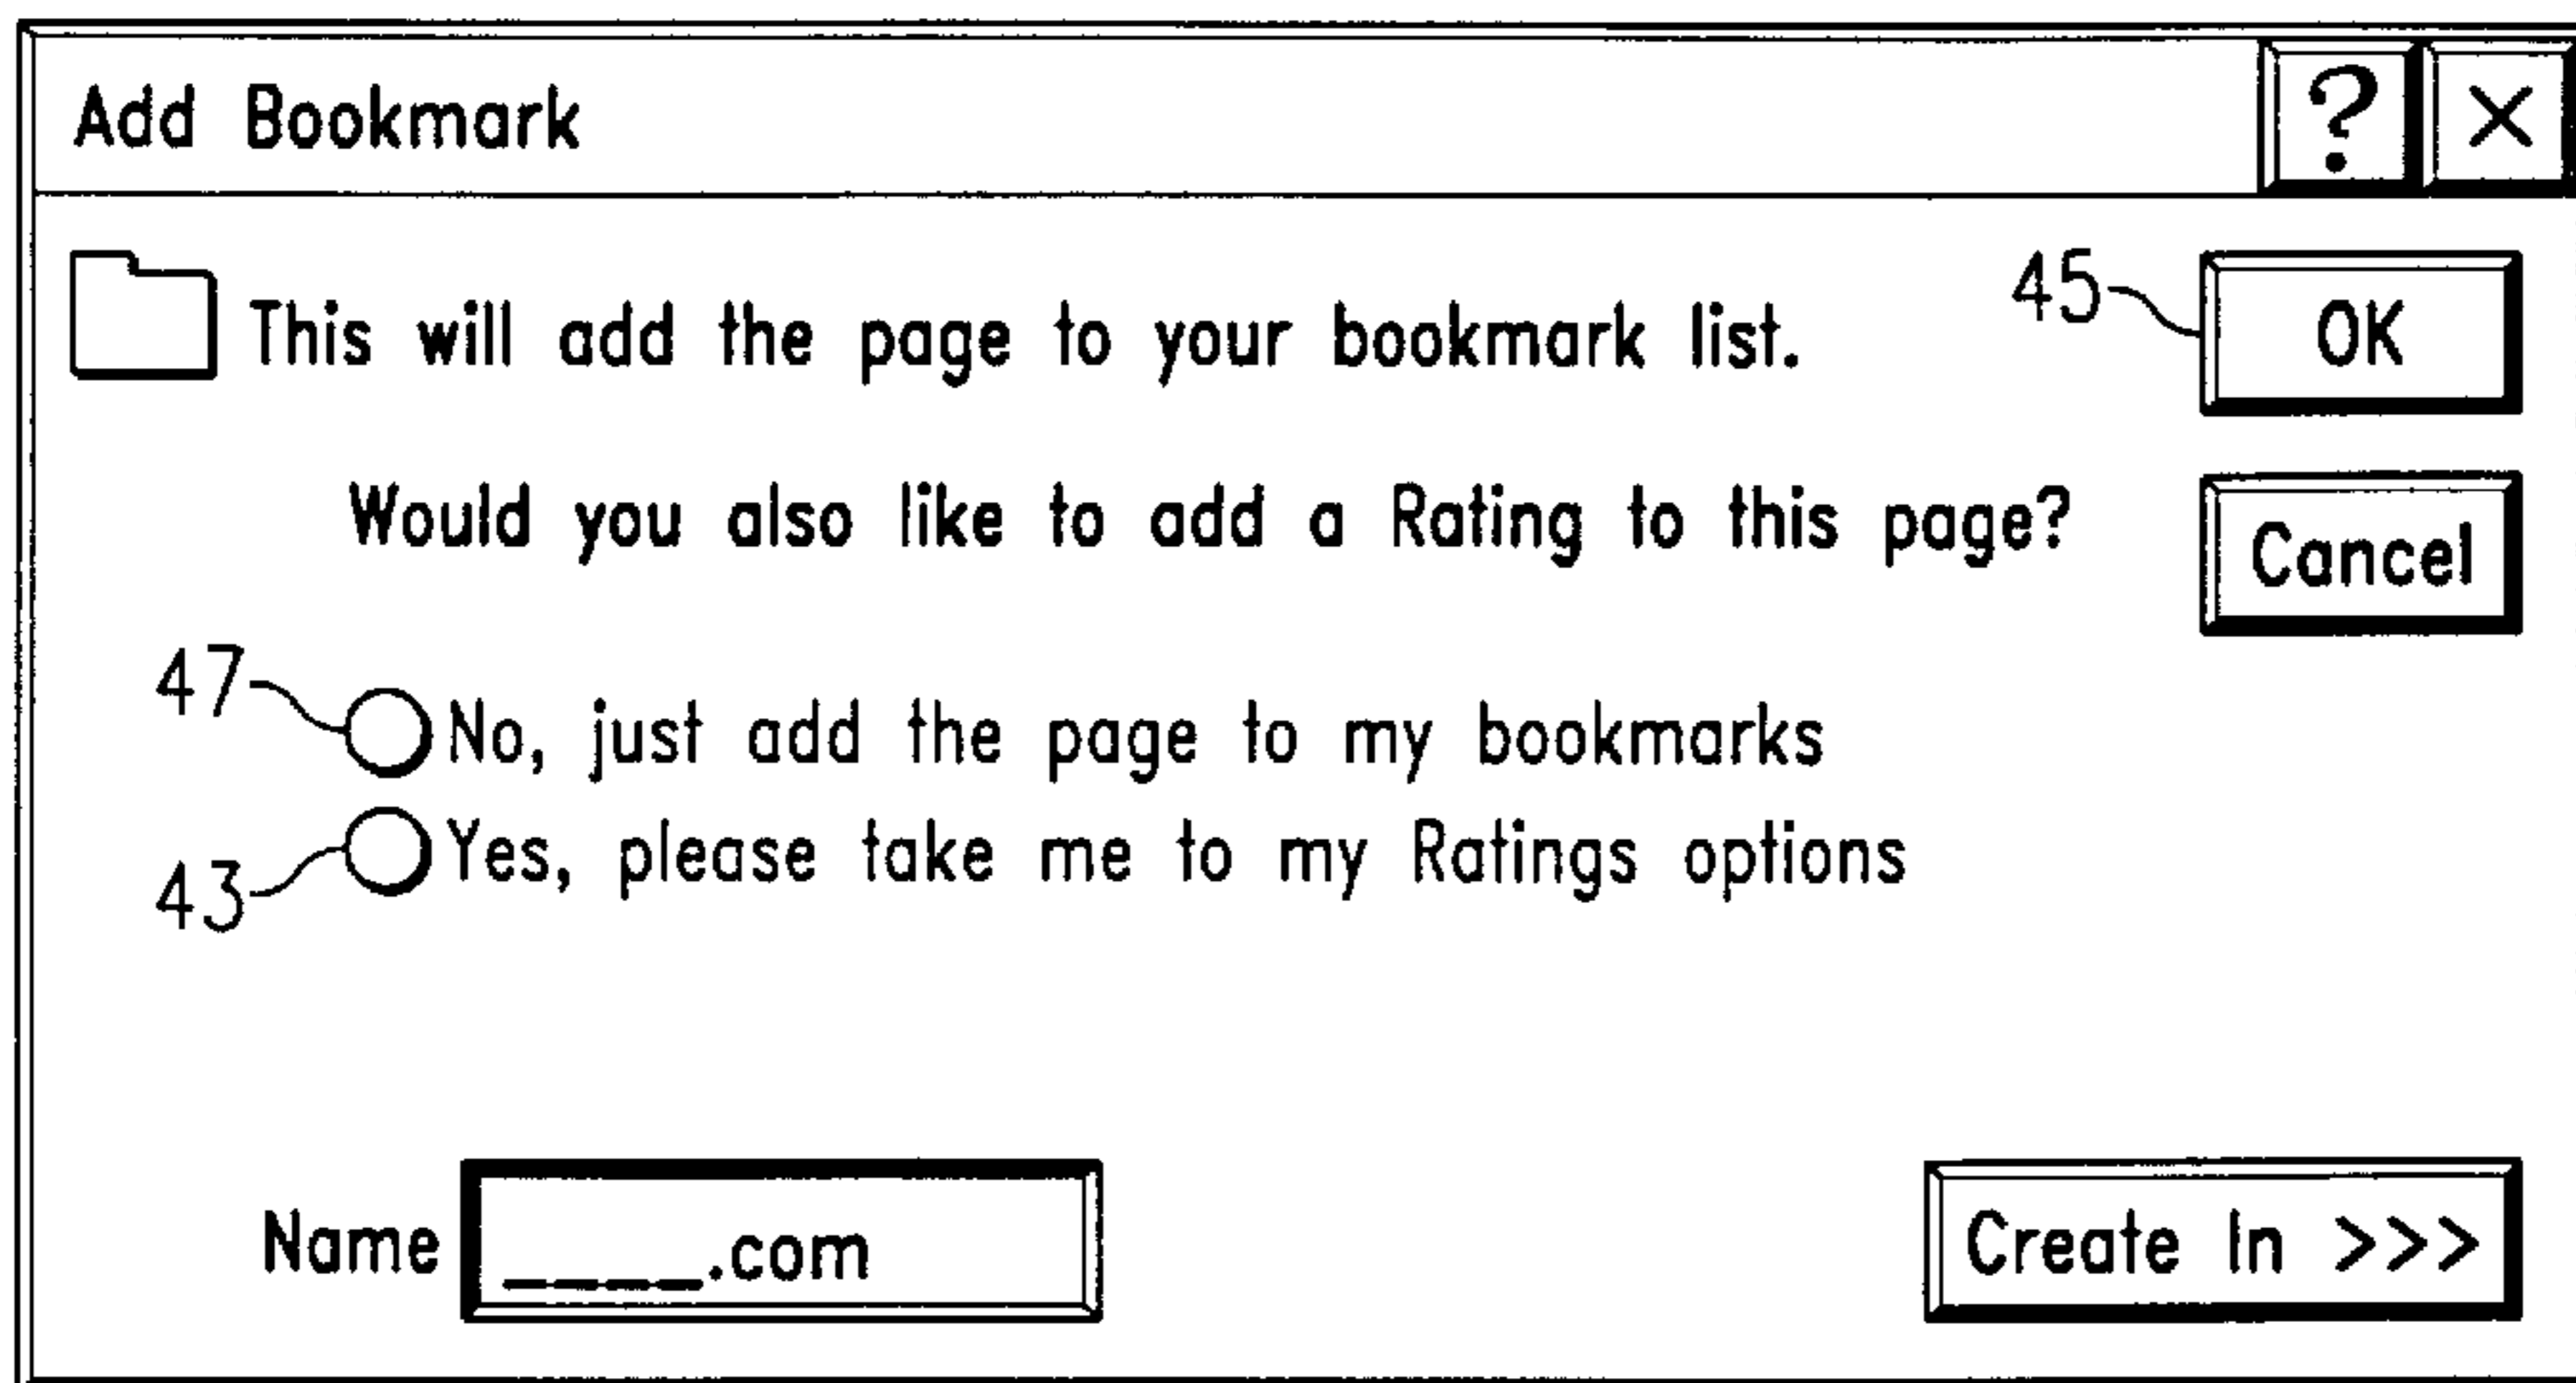 Add Bookmark ? ×
This will add the page to your bookmark list. 45 OK
Would you also like to add a Rating to this page? Cancel
47 No, just add the page to my bookmarks
43 Yes, please take me to my Ratings options
Name ____.com Create In >>>